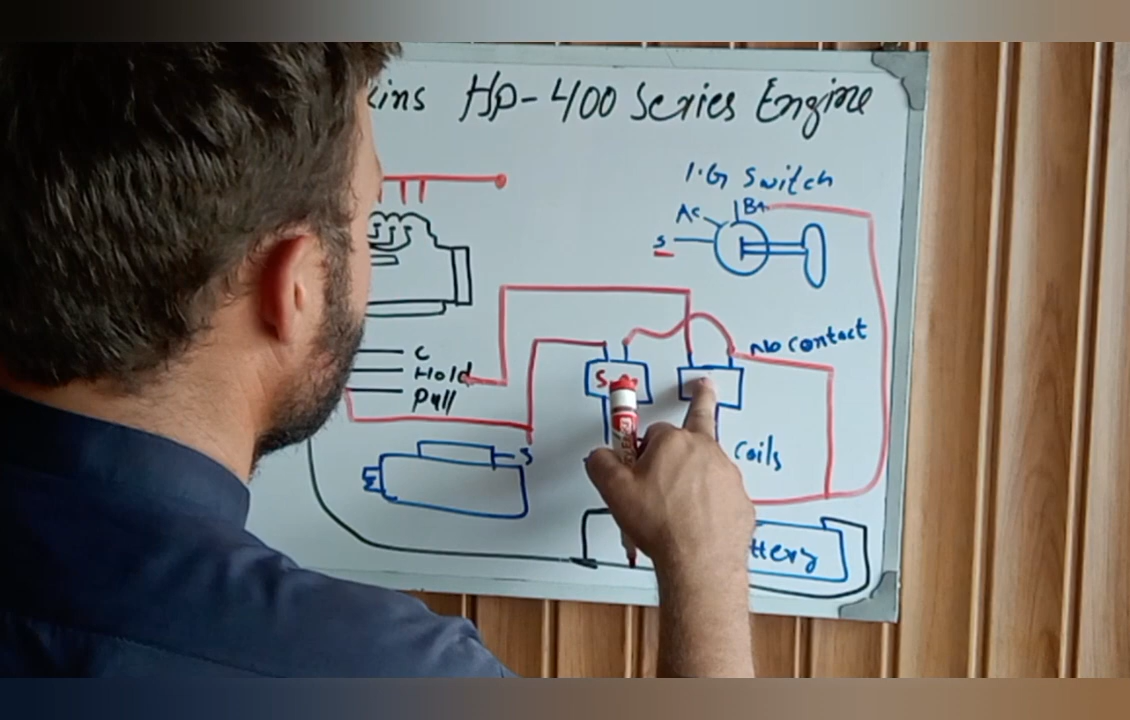 kins HP-400 Series Engine
I.G Switch
Ac B+
S
No contact
C
Hold
Pull
S
S
Coils
ttery